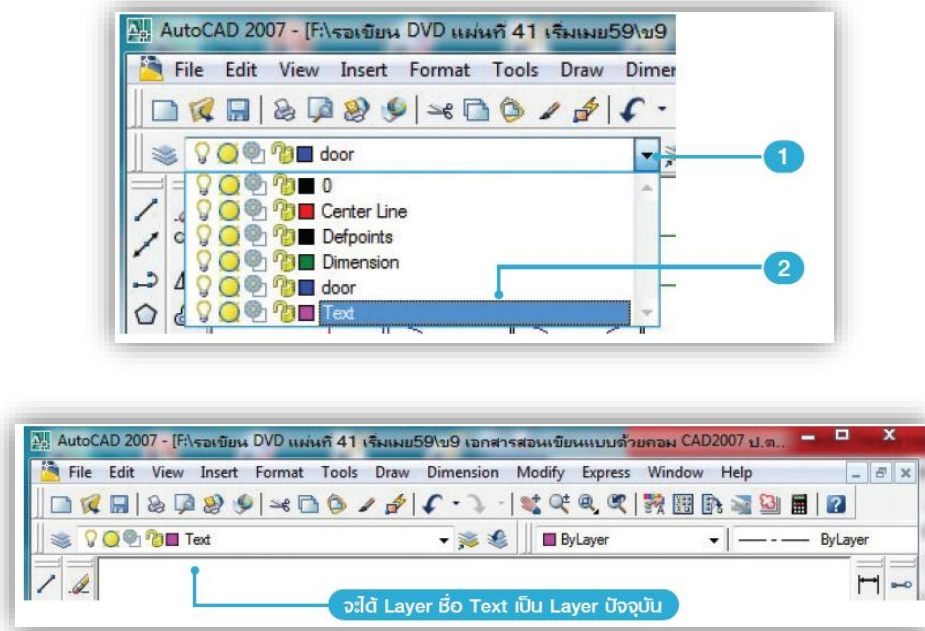 AutoCAD 2007 - [F:\รอเขียน DVD แผ่นที่ 41 เริ่มเมย59\บ9
File Edit View Insert Format Tools Draw Dimer
door
1
0
Center Line
Defpoints
Dimension
2
door
Text
AutoCAD 2007 - [F:\รอเขียน DVD แผ่นที่ 41 เริ่มเมย59\บ9 เอกสารสอนเขียนแบบด้วยคอม CAD2007 ป.ต...
File Edit View Insert Format Tools Draw Dimension Modify Express Window Help
Text ByLayer ByLayer
จะได้ Layer ชื่อ Text เป็น Layer ปัจจุบัน